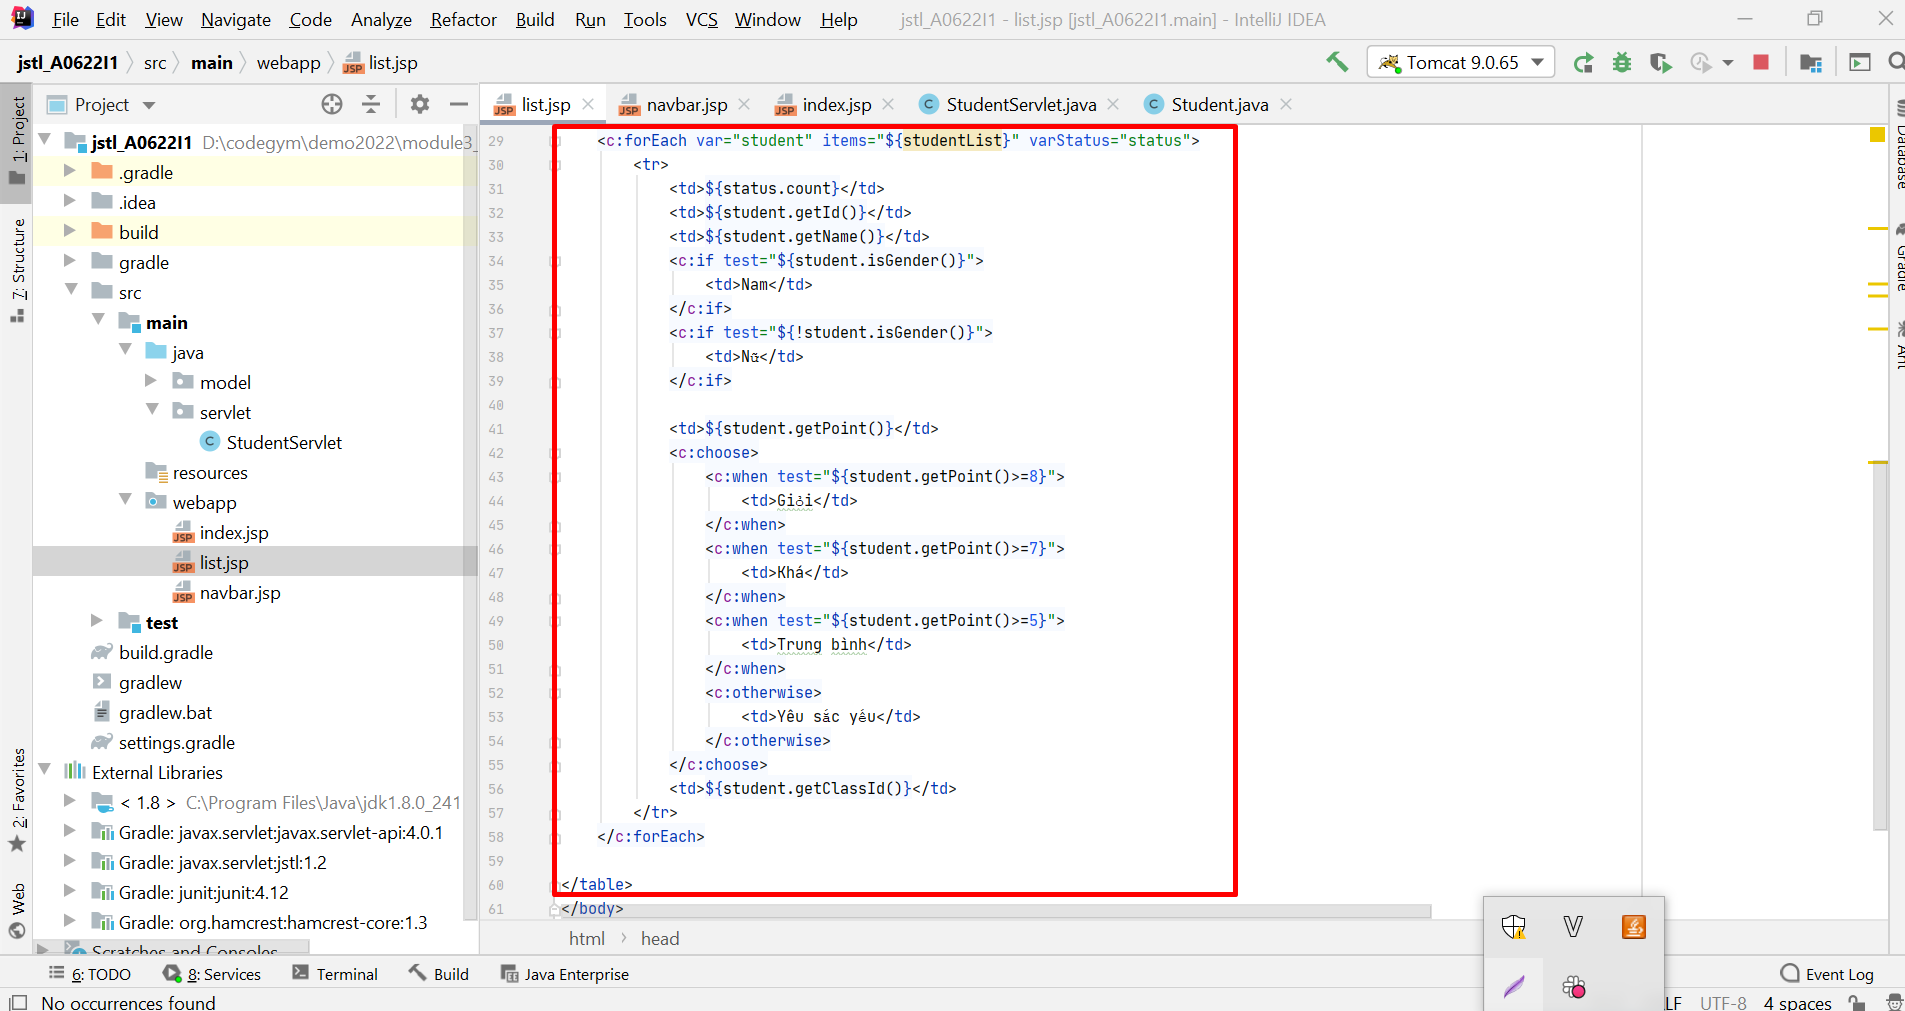 File Edit View Navigate Code Analyze Refactor Build Run Tools VCS Window Help jstl_A0622I1 - list.jsp [jstl_A0622I1.main] - IntelliJ IDEA
jstl_A0622I1 src main webapp list.jsp Tomcat 9.0.65
1: Project
7: Structure
2: Favorites
Web
Project
jstl_A0622I1 D:\codegym\demo2022\module3_
.gradle
.idea
build
gradle
src
main
java
model
servlet
StudentServlet
resources
webapp
index.jsp
list.jsp
navbar.jsp
test
build.gradle
gradlew
gradlew.bat
settings.gradle
External Libraries
< 1.8 > C:\Program Files\Java\jdk1.8.0_241
Gradle: javax.servlet:javax.servlet-api:4.0.1
Gradle: javax.servlet:jstl:1.2
Gradle: junit:junit:4.12
Gradle: org.hamcrest:hamcrest-core:1.3
Scratches and Consoles
list.jsp navbar.jsp index.jsp StudentServlet.java Student.java
29 <c:forEach var="student" items="${studentList}" varStatus="status">
30 <tr>
31 <td>${status.count}</td>
32 <td>${student.getId()}</td>
33 <td>${student.getName()}</td>
34 <c:if test="${student.isGender()}">
35 <td>Nam</td>
36 </c:if>
37 <c:if test="${!student.isGender()}">
38 <td>Nữ</td>
39 </c:if>
40
41 <td>${student.getPoint()}</td>
42 <c:choose>
43 <c:when test="${student.getPoint()>=8}">
44 <td>Giỏi</td>
45 </c:when>
46 <c:when test="${student.getPoint()>=7}">
47 <td>Khá</td>
48 </c:when>
49 <c:when test="${student.getPoint()>=5}">
50 <td>Trung bình</td>
51 </c:when>
52 <c:otherwise>
53 <td>Yêu sắc yếu</td>
54 </c:otherwise>
55 </c:choose>
56 <td>${student.getClassId()}</td>
57 </tr>
58 </c:forEach>
59
60 </table>
61 </body>
html head
Database
Gradle
Ant
6: TODO 8: Services Terminal Build Java Enterprise Event Log
No occurrences found LF UTF-8 4 spaces